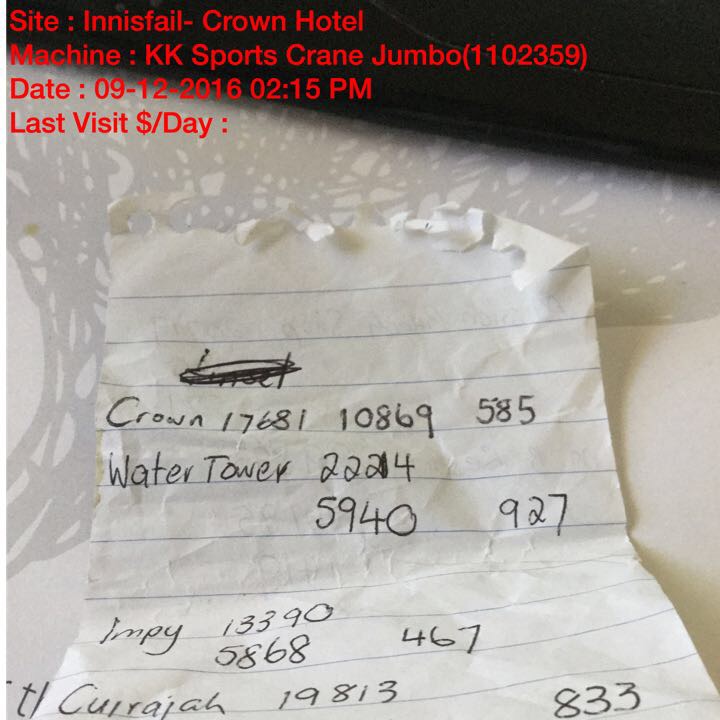 Site : Innisfail- Crown Hotel
Machine : KK Sports Crane Jumbo(1102359)
Date : 09-12-2016 02:15 PM
Last Visit $/Day :
Crown 17681 10869 585
Water Tower 22214
5940 927
Impy 13390
5868 467
Currajah 19813 833